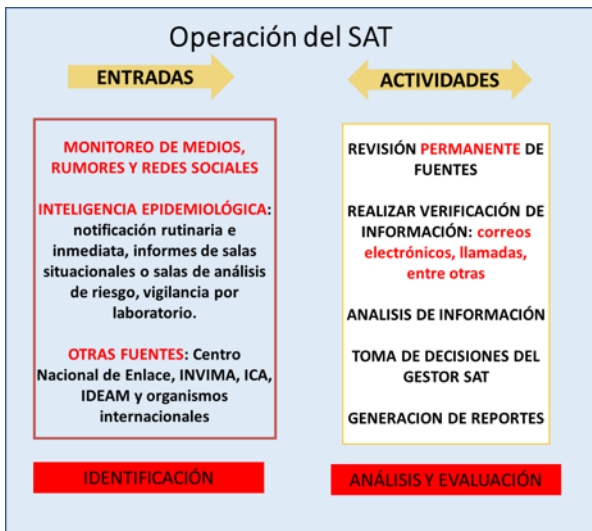 Operación del SAT
ENTRADAS
MONITOREO DE MEDIOS,
RUMORES Y REDES SOCIALES
INTELIGENCIA EPIDEMIOLÓGICA:
notificación rutinaria e
inmediata, informes de salas
situacionales o salas de análisis
de riesgo, vigilancia por
laboratorio.
OTRAS FUENTES: Centro
Nacional de Enlace, INVIMA, ICA,
IDEAM y organismos
internacionales
IDENTIFICACIÓN
ACTIVIDADES
REVISIÓN PERMANENTE DE
FUENTES
REALIZAR VERIFICACIÓN DE
INFORMACIÓN: correos
electrónicos, llamadas,
entre otras
ANALISIS DE INFORMACIÓN
TOMA DE DECISIONES DEL
GESTOR SAT
GENERACION DE REPORTES
ANÁLISIS Y EVALUACIÓN